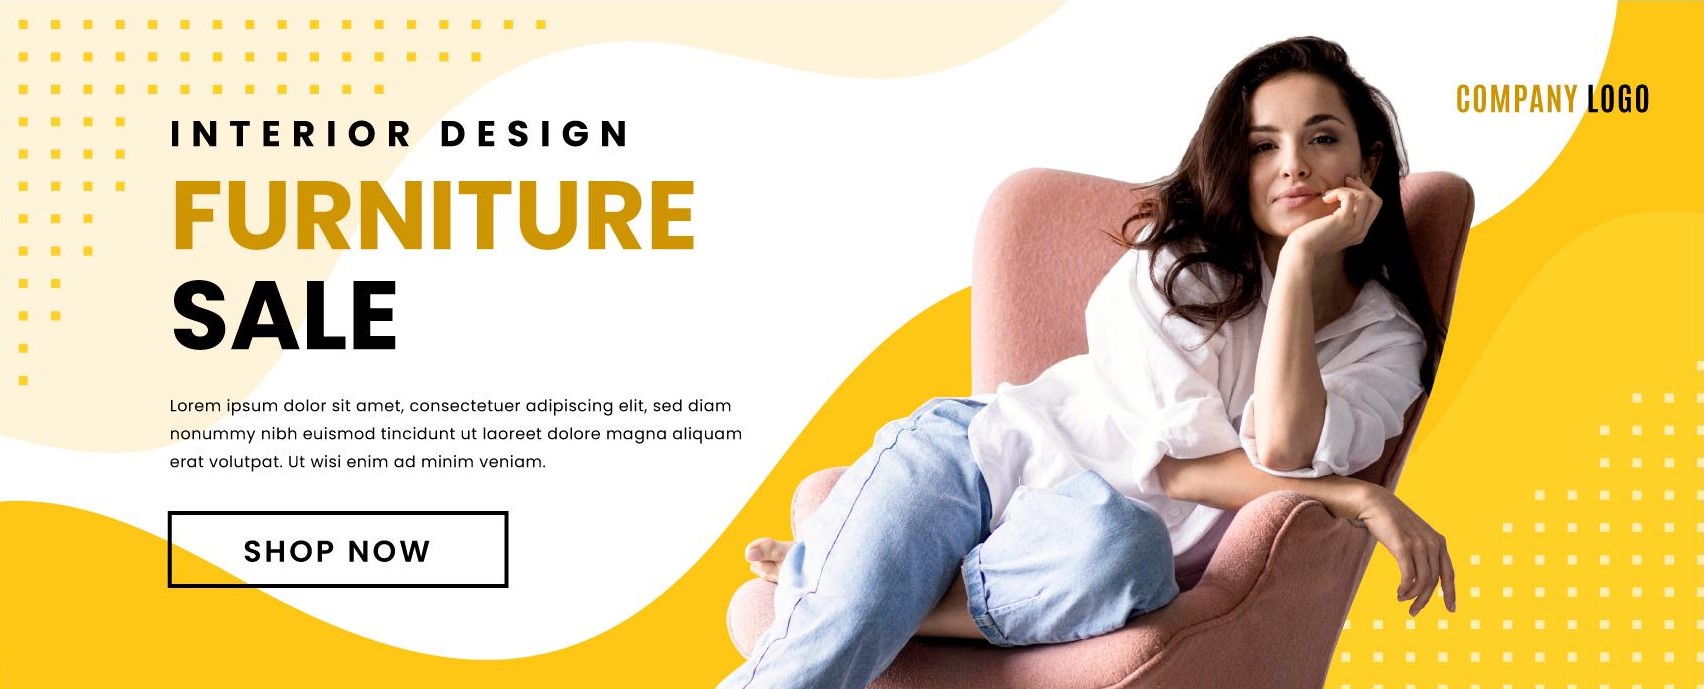 INTERIOR DESIGN
FURNITURE
SALE
Lorem ipsum dolor sit amet, consectetuer adipiscing elit, sed diam
nonummy nibh euismod tincidunt ut laoreet dolore magna aliquam
erat volutpat. Ut wisi enim ad minim veniam.
SHOP NOW
COMPANY LOGO